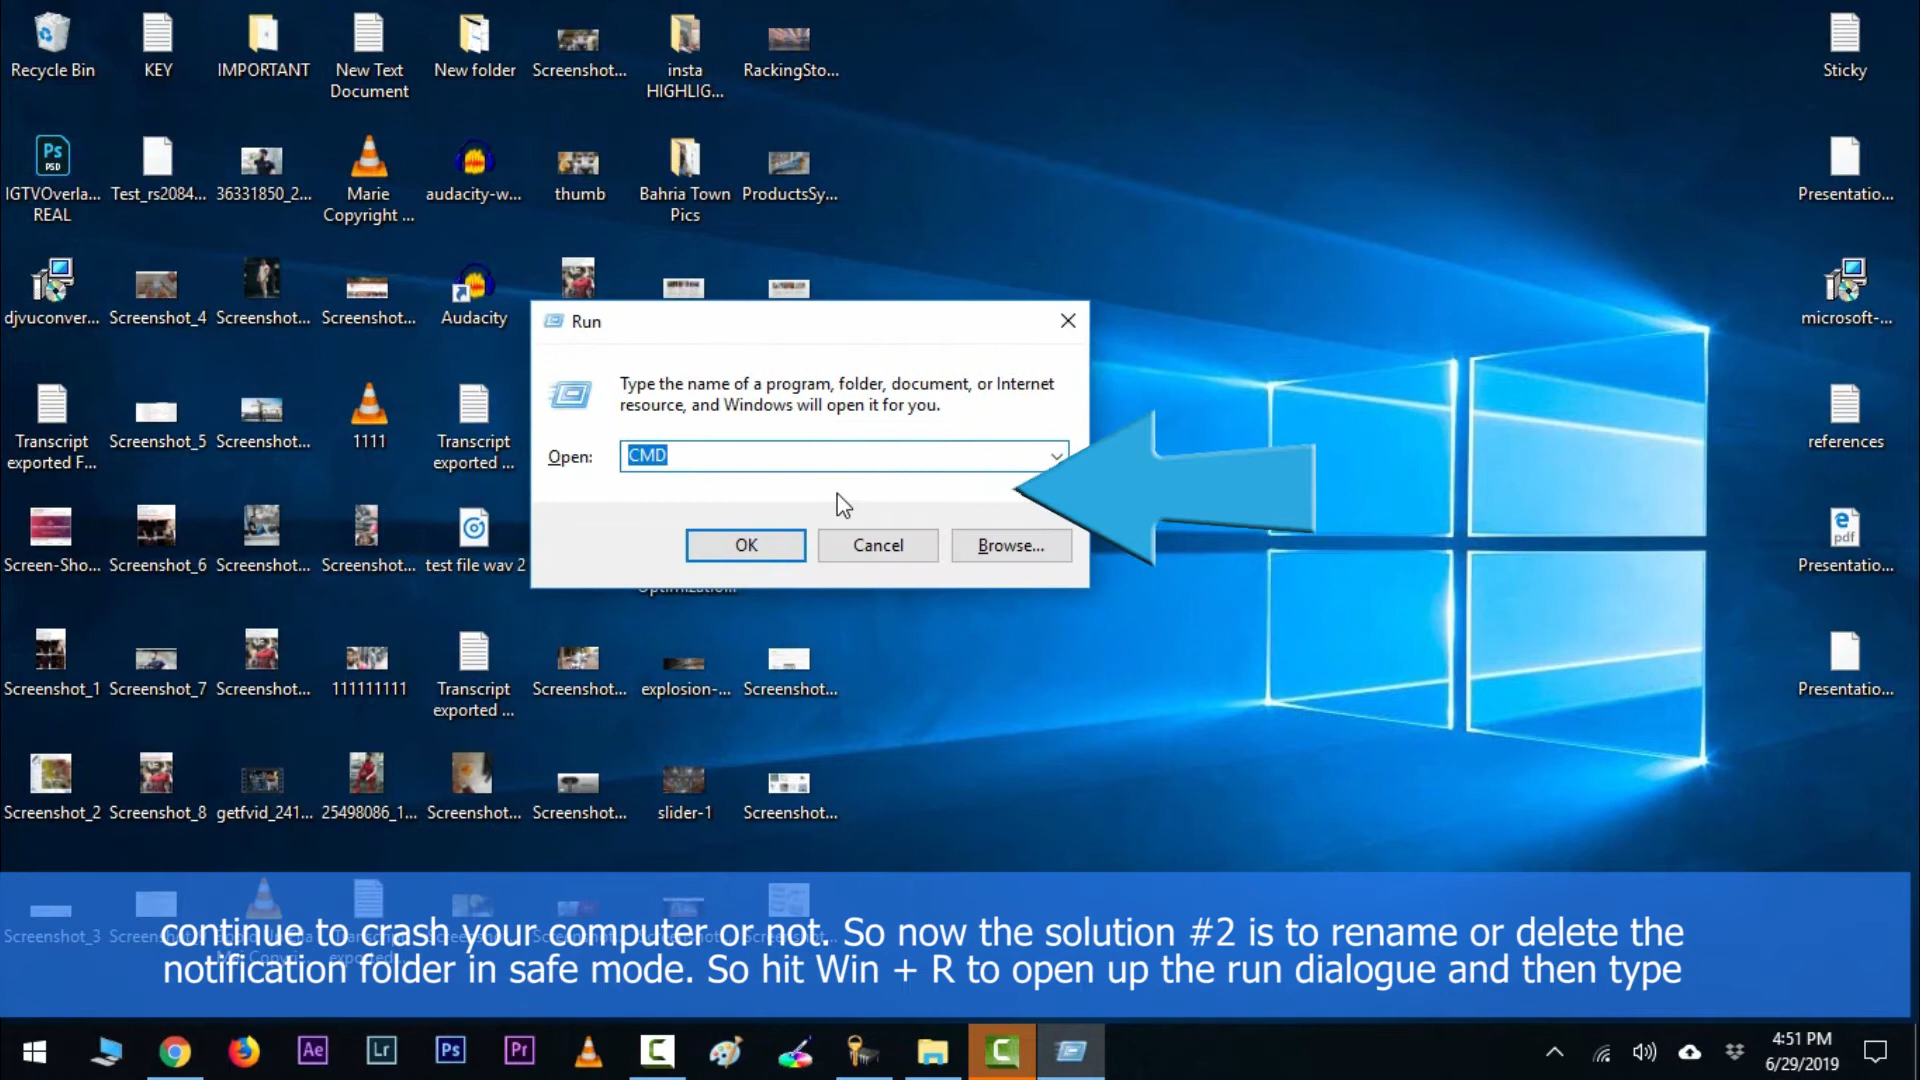 Recycle Bin
KEY
IMPORTANT
New Text
Document
New folder
Screenshot...
insta
HIGHLIG...
RackingSto...
Sticky
IGTVOverla...
REAL
Test_rs2084...
36331850_2...
Marie
Copyright ...
audacity-w...
thumb
Bahria Town
Pics
ProductsSy...
Presentatio...
djvuconver...
Screenshot_4
Screenshot...
Screenshot...
Audacity
microsoft-...
Run
Type the name of a program, folder, document, or Internet
resource, and Windows will open it for you.
Open:
CMD
OK
Cancel
Browse...
Transcript
exported F...
Screenshot_5
Screenshot...
1111
Transcript
exported ...
references
Screen-Sho...
Screenshot_6
Screenshot...
Screenshot...
test file wav 2
Presentatio...
Screenshot_1
Screenshot_7
Screenshot...
111111111
Transcript
exported ...
Screenshot...
explosion-...
Screenshot...
Presentatio...
Screenshot_2
Screenshot_8
getfvid_241...
25498086_1...
Screenshot...
Screenshot...
slider-1
Screenshot...
Screenshot_3
continue to crash your computer or not. So now the solution #2 is to rename or delete the
notification folder in safe mode. So hit Win + R to open up the run dialogue and then type
Ae
Lr
Ps
Pr
4:51 PM
6/29/2019